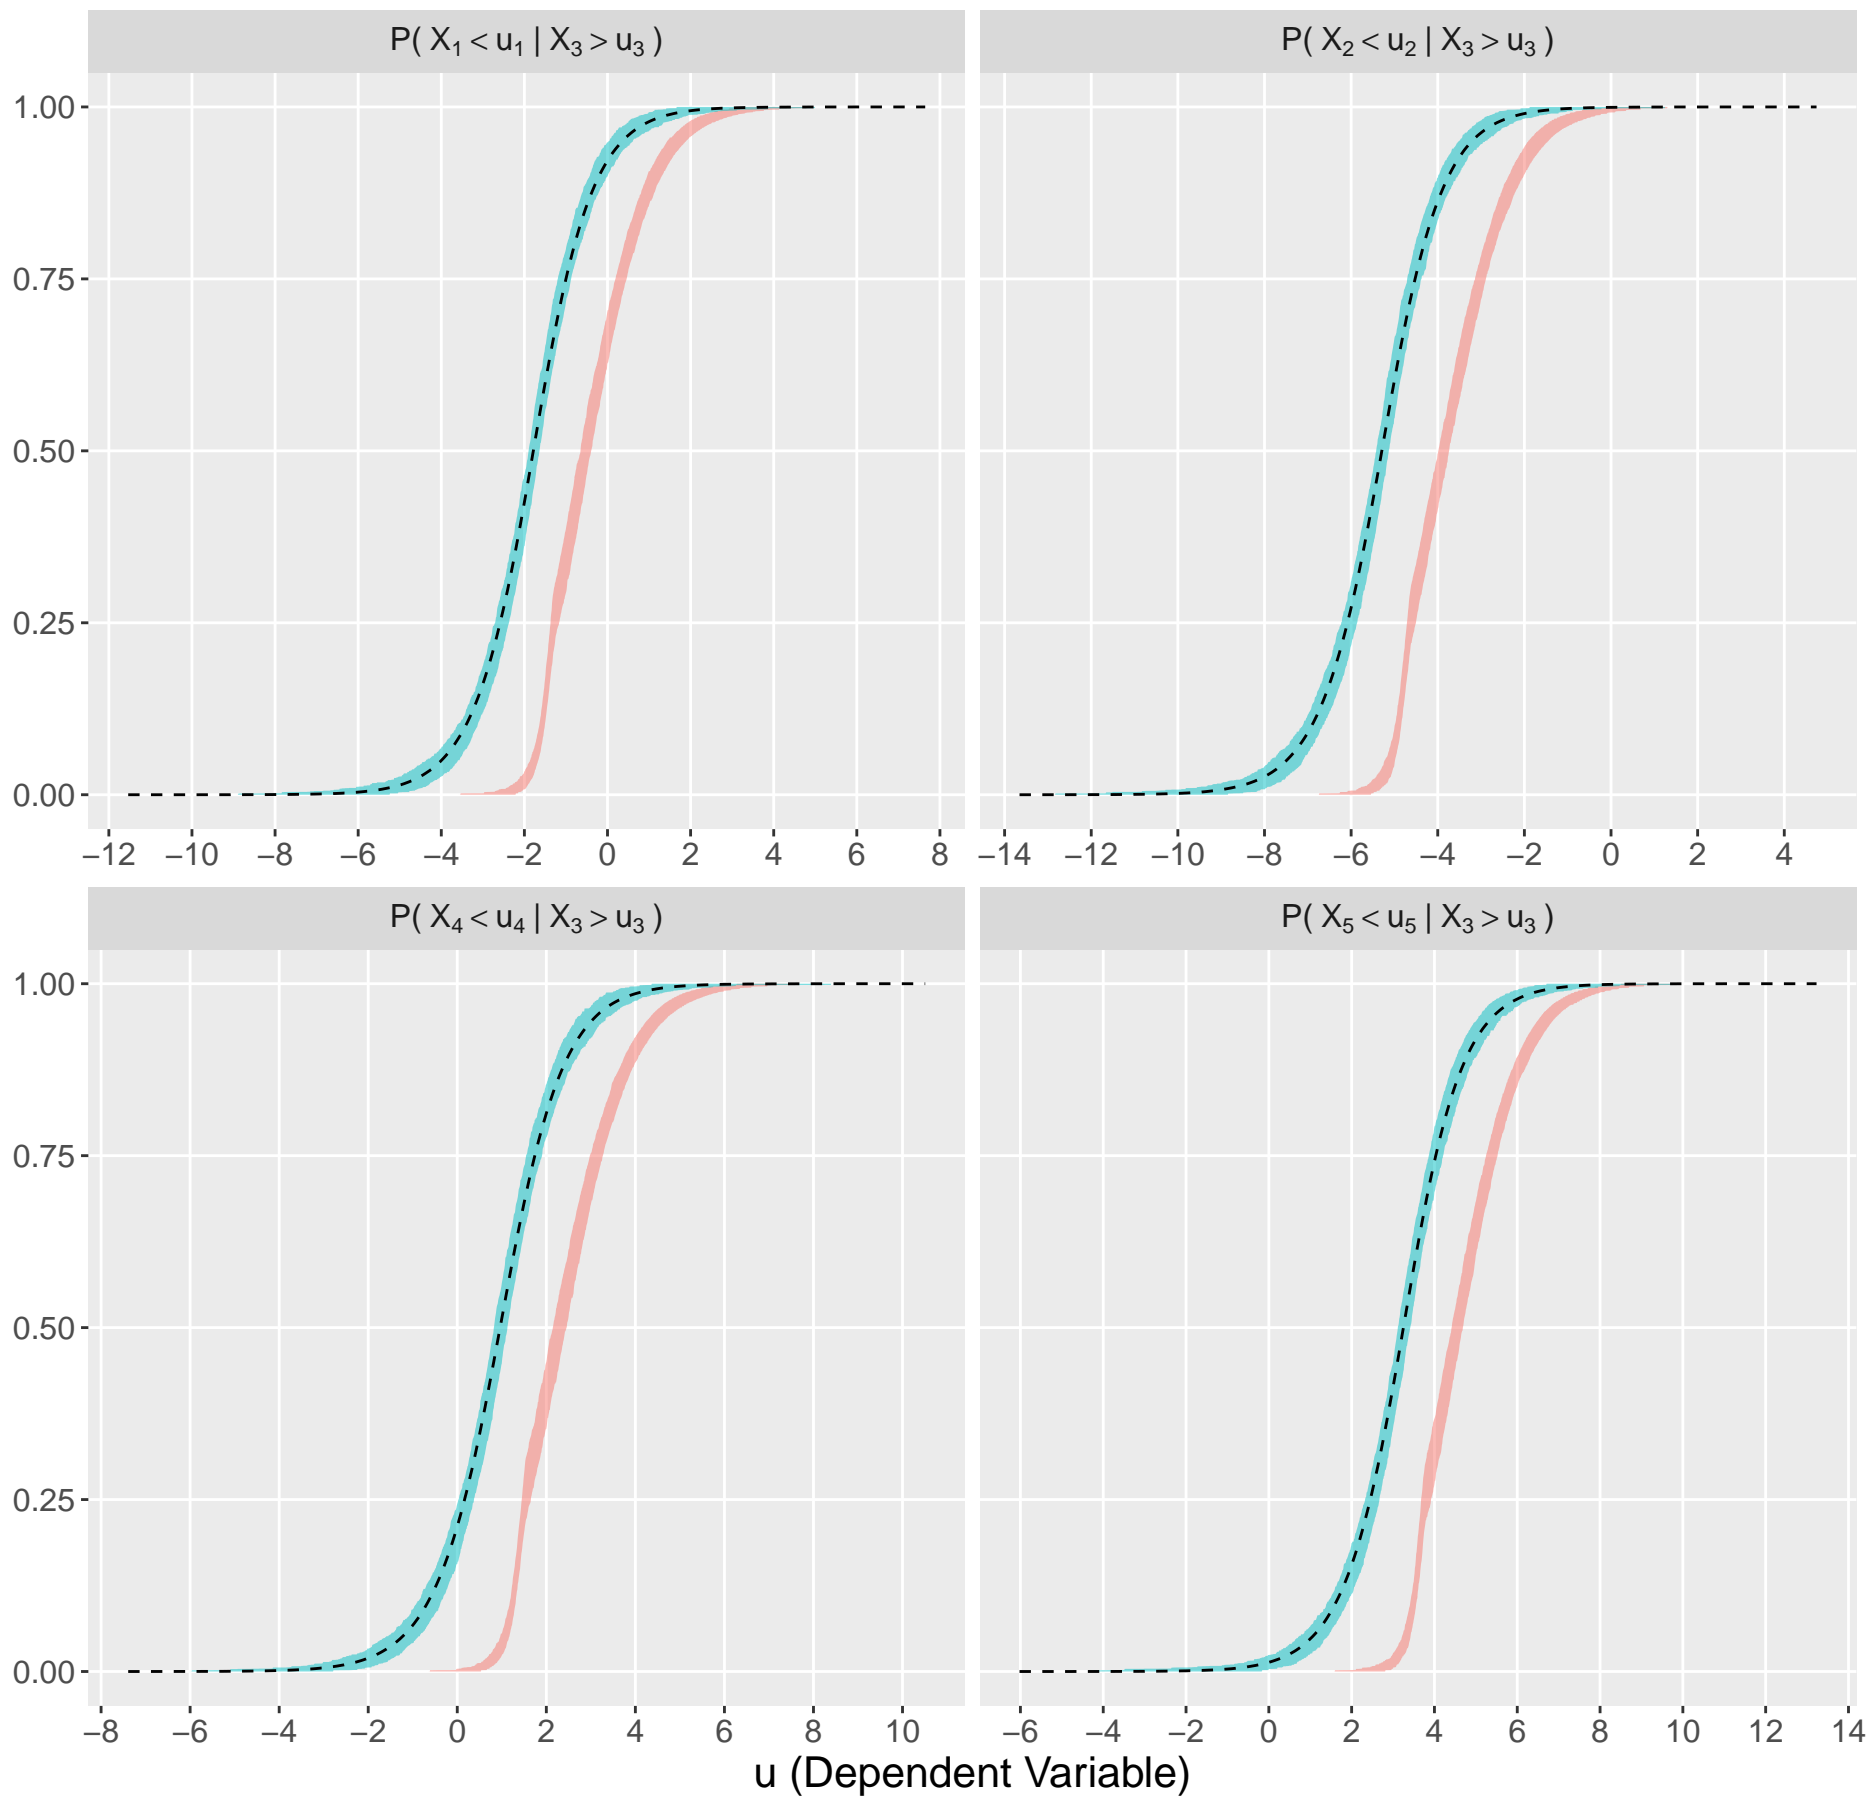 P( X₁ < u₁ | X₃ > u₃ ) P( X₂ < u₂ | X₃ > u₃ )
1.00
0.75
0.50
0.25
0.00
−12 −10 −8 −6 −4 −2 0 2 4 6 8 −14 −12 −10 −8 −6 −4 −2 0 2 4
P( X₄ < u₄ | X₃ > u₃ ) P( X₅ < u₅ | X₃ > u₃ )
1.00
0.75
0.50
0.25
0.00
−8 −6 −4 −2 0 2 4 6 8 10 −6 −4 −2 0 2 4 6 8 10 12 14
u (Dependent Variable)